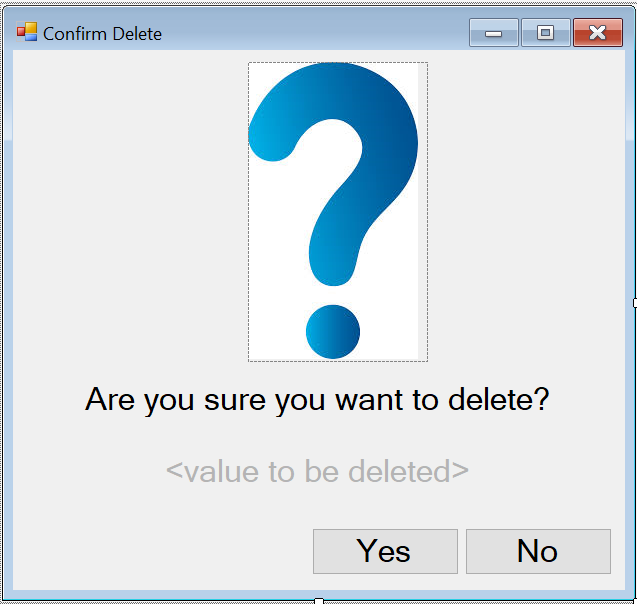 Confirm Delete
Are you sure you want to delete?
<value to be deleted>
Yes No